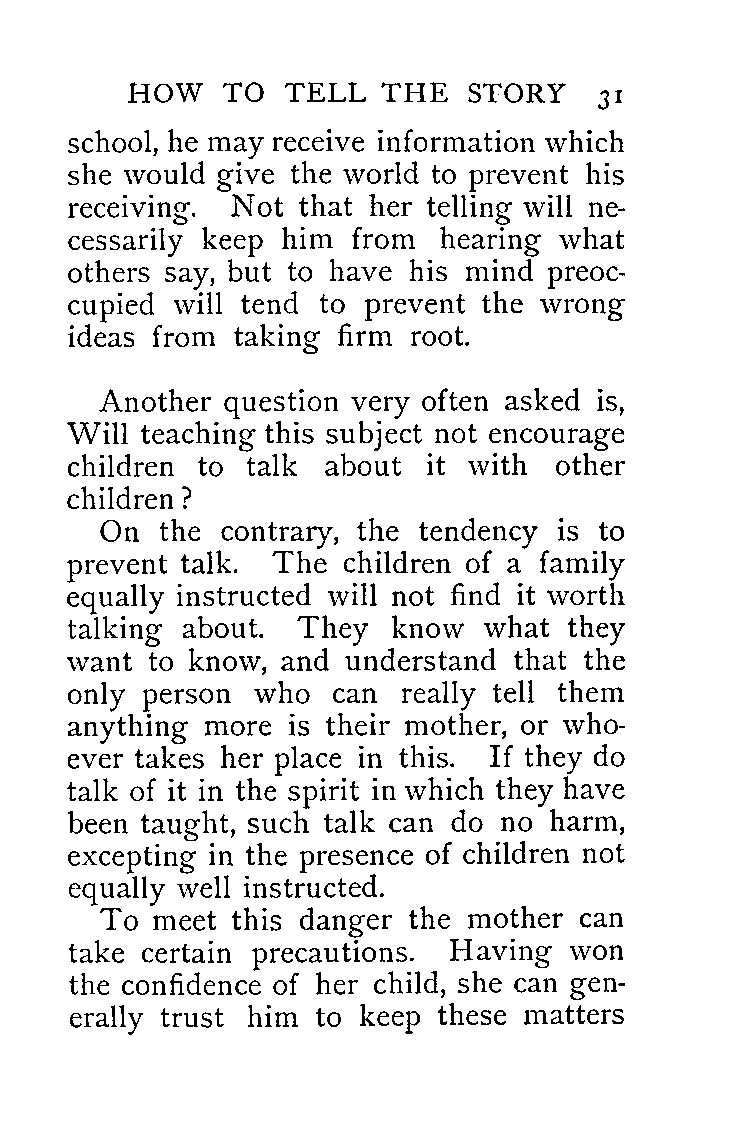 HOW TO TELL THE STORY 31
school, he may receive information which
she would give the world to prevent his
receiving. Not that her telling will ne-
cessarily keep him from hearing what
others say, but to have his mind preoc-
cupied will tend to prevent the wrong
ideas from taking firm root.
Another question very often asked is,
Will teaching this subject not encourage
children to talk about it with other
children?
On the contrary, the tendency is to
prevent talk. The children of a family
equally instructed will not find it worth
talking about. They know what they
want to know, and understand that the
only person who can really tell them
anything more is their mother, or who-
ever takes her place in this. If they do
talk of it in the spirit in which they have
been taught, such talk can do no harm,
excepting in the presence of children not
equally well instructed.
To meet this danger the mother can
take certain precautions. Having won
the confidence of her child, she can gen-
erally trust him to keep these matters